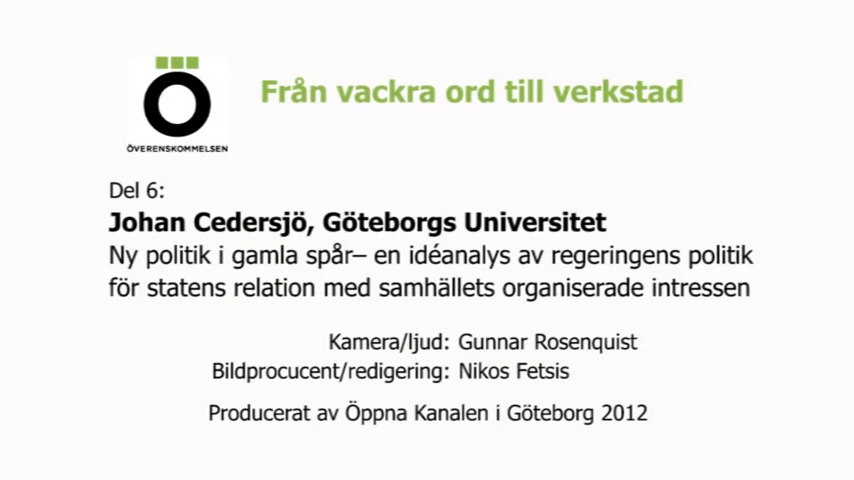 Från vackra ord till verkstad
ÖVERENSKOMMELSEN
Del 6:
Johan Cedersjö, Göteborgs Universitet
Ny politik i gamla spår– en idéanalys av regeringens politik
för statens relation med samhällets organiserade intressen
Kamera/ljud: Gunnar Rosenquist
Bildprocucent/redigering: Nikos Fetsis
Producerat av Öppna Kanalen i Göteborg 2012